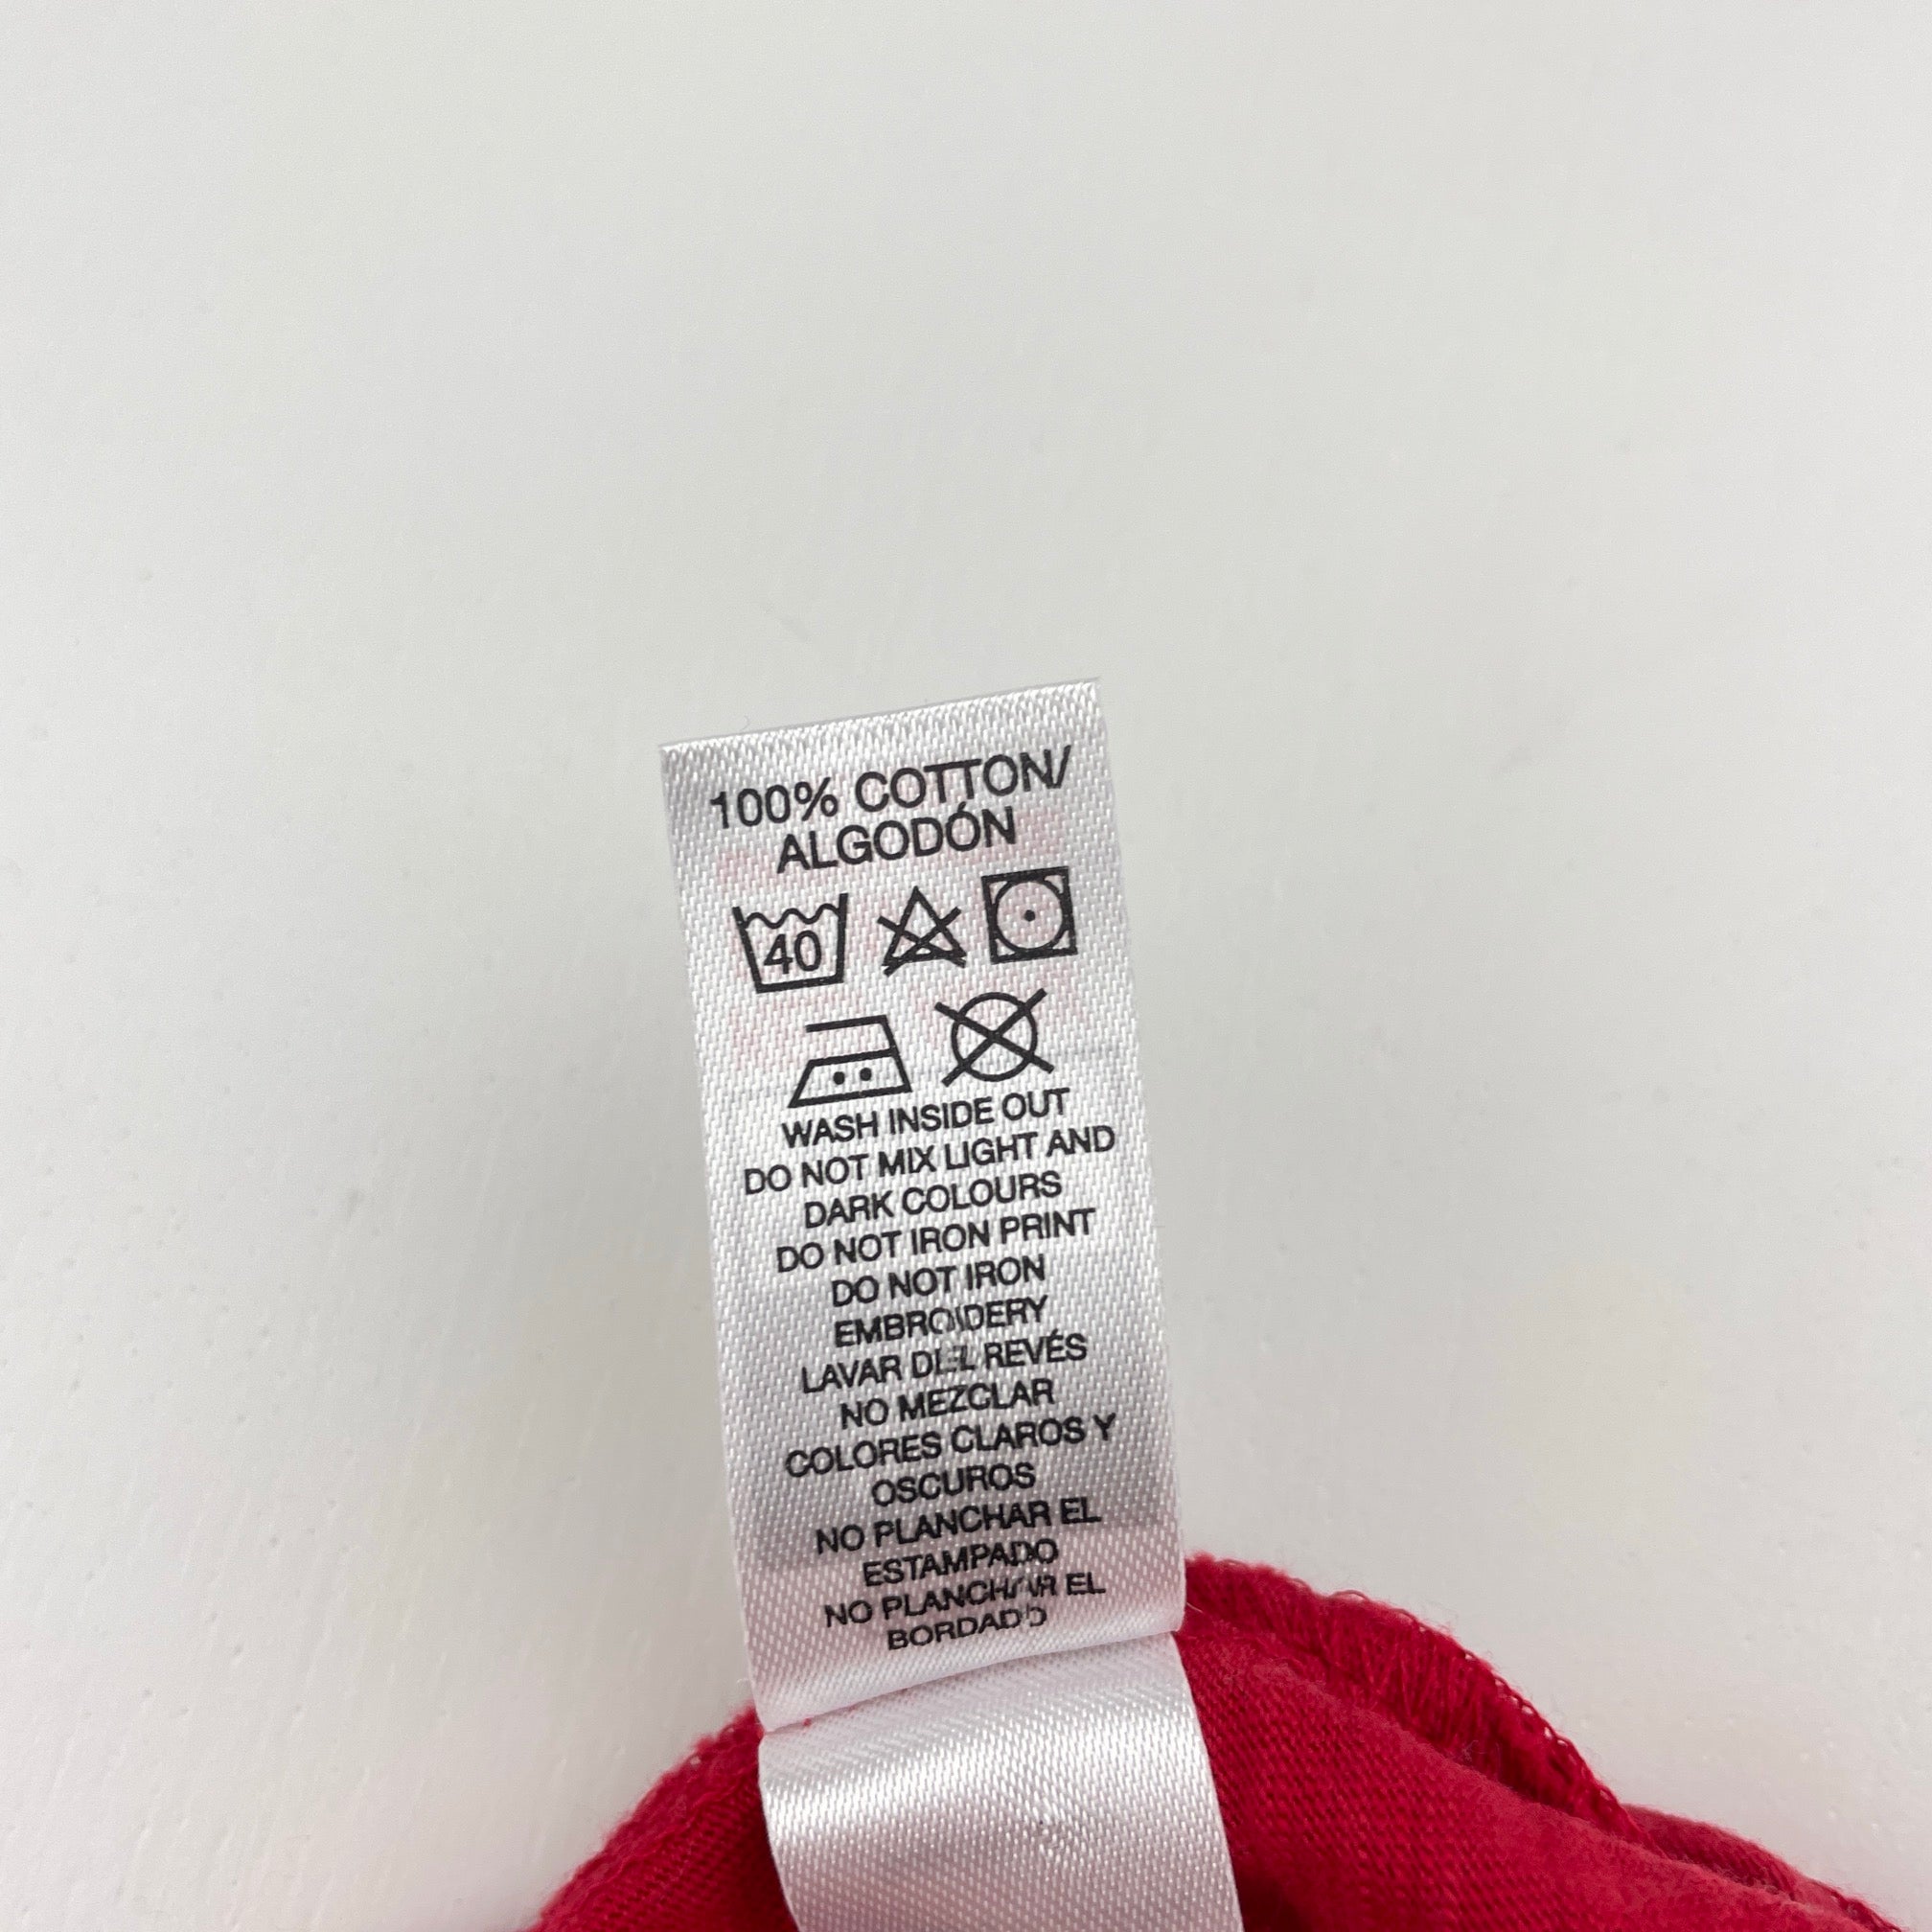 100% COTTON/
ALGODÓN
40
WASH INSIDE OUT
DO NOT MIX LIGHT AND
DARK COLOURS
DO NOT IRON PRINT
DO NOT IRON
EMBROIDERY
LAVAR DEL REVÉS
NO MEZCLAR
COLORES CLAROS Y
OSCUROS
NO PLANCHAR EL
ESTAMPADO
NO PLANCHAR EL
BORDADO